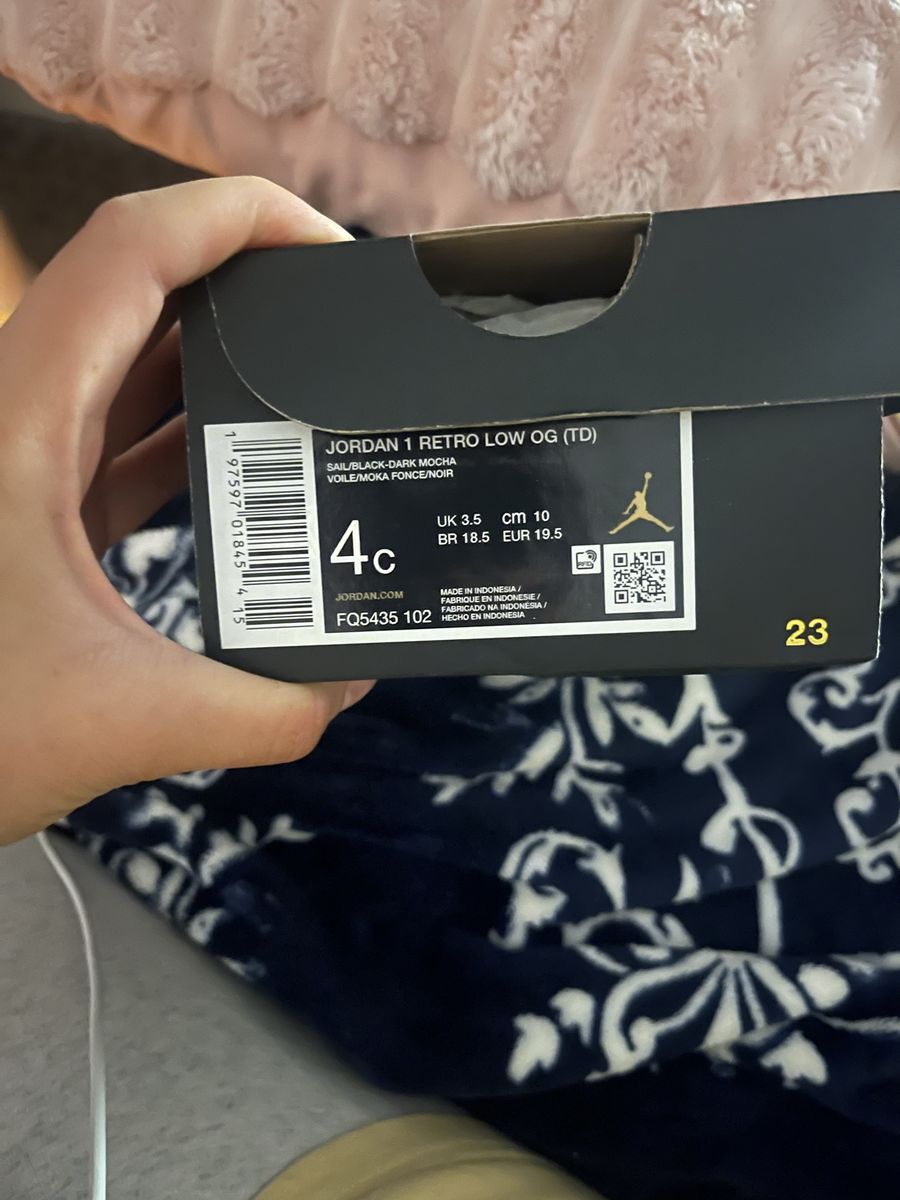 JORDAN 1 RETRO LOW OG (TD)
SAIL/BLACK-DARK MOCHA
VOILE/MOKA FONCE/NOIR
4c
UK 3.5 cm 10
BR 18.5 EUR 19.5
RFID
JORDAN.COM
FQ5435 102
MADE IN INDONESIA /
FABRIQUE EN INDONESIE /
FABRICADO NA INDONÉSIA /
HECHO EN INDONESIA
1 97597 01845 4 15
23